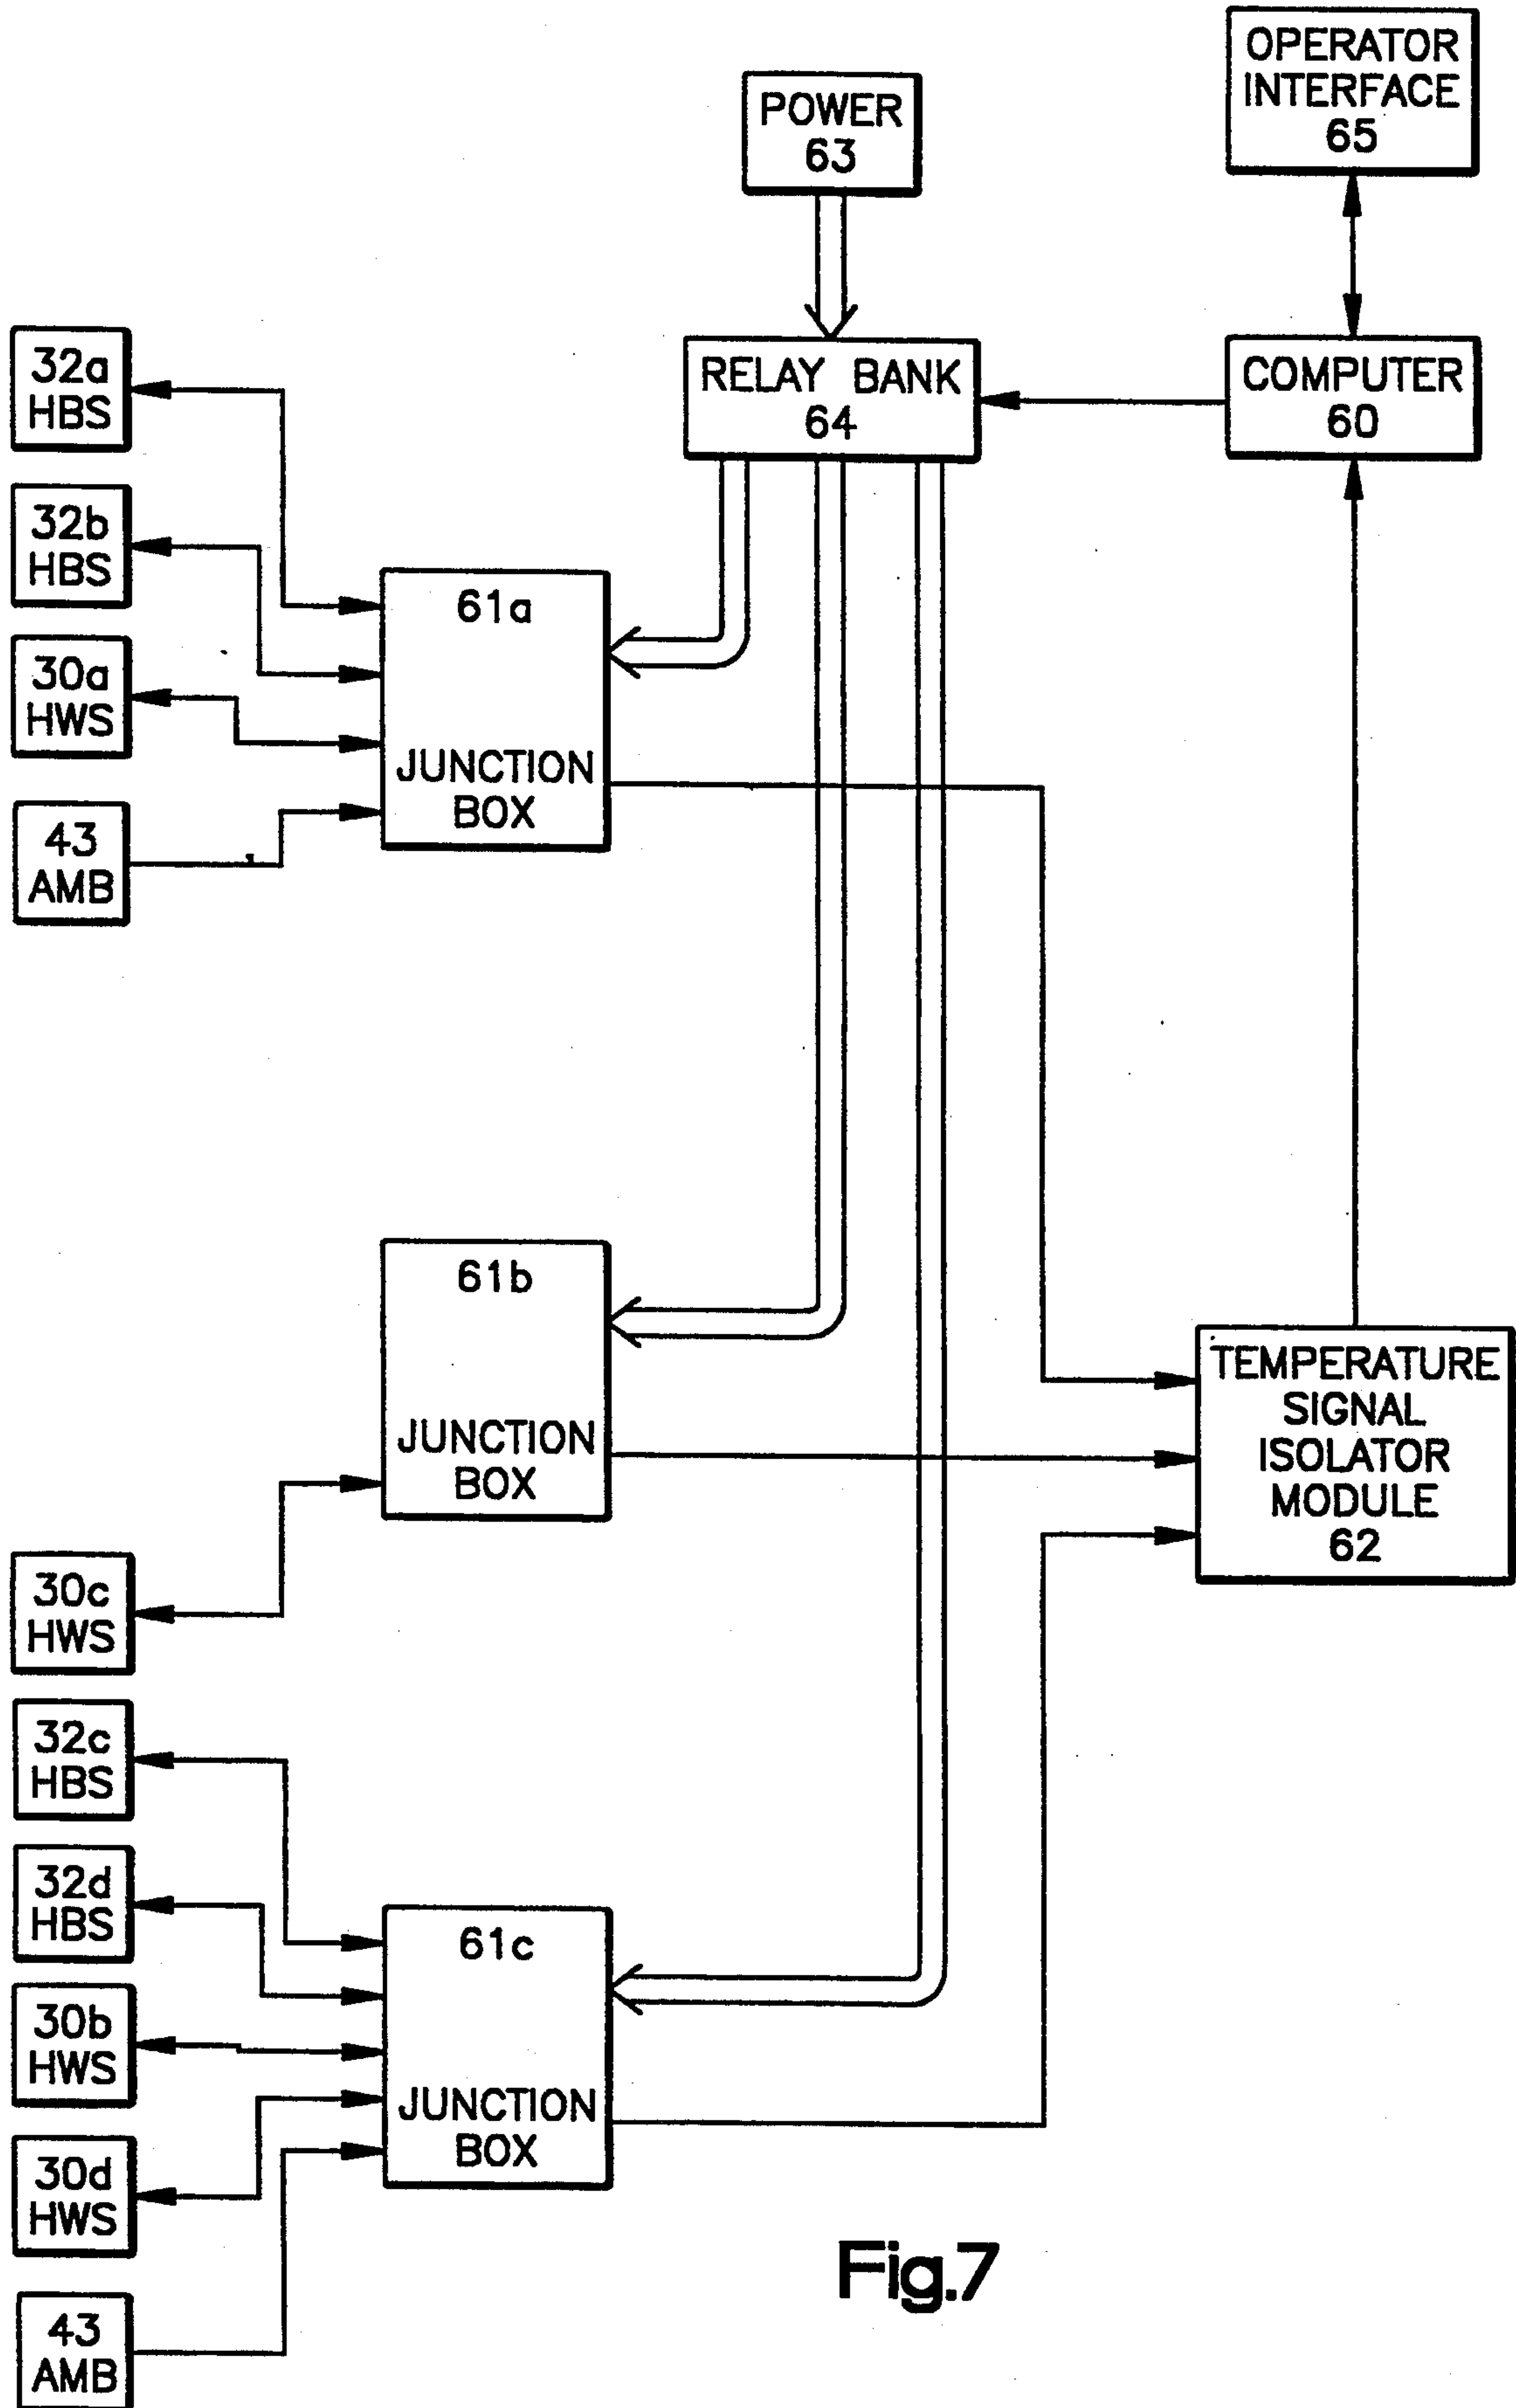 OPERATOR
INTERFACE
65
POWER
63
32a
HBS
RELAY BANK
64
COMPUTER
60
32b
HBS
61a
30a
HWS
JUNCTION
BOX
43
AMB
61b
JUNCTION
BOX
TEMPERATURE
SIGNAL
ISOLATOR
MODULE
62
30c
HWS
32c
HBS
32d
HBS
61c
30b
HWS
JUNCTION
BOX
30d
HWS
43
AMB
Fig.7